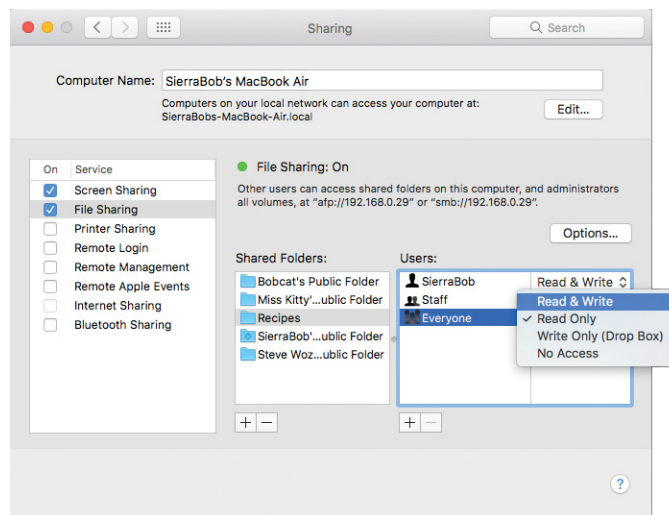 Sharing
Search
Computer Name: SierraBob's MacBook Air
Computers on your local network can access your computer at:
SierraBobs-MacBook-Air.local
Edit...
On Service
Screen Sharing
File Sharing
Printer Sharing
Remote Login
Remote Management
Remote Apple Events
Internet Sharing
Bluetooth Sharing
File Sharing: On
Other users can access shared folders on this computer, and administrators
all volumes, at “afp://192.168.0.29” or “smb://192.168.0.29”.
Options...
Shared Folders:
Bobcat's Public Folder
Miss Kitty'...ublic Folder
Recipes
SierraBob'...ublic Folder
Steve Woz...ublic Folder
Users:
SierraBob
Staff
Everyone
Read & Write
Read & Write
Read Only
Write Only (Drop Box)
No Access
+ −
+ −
?